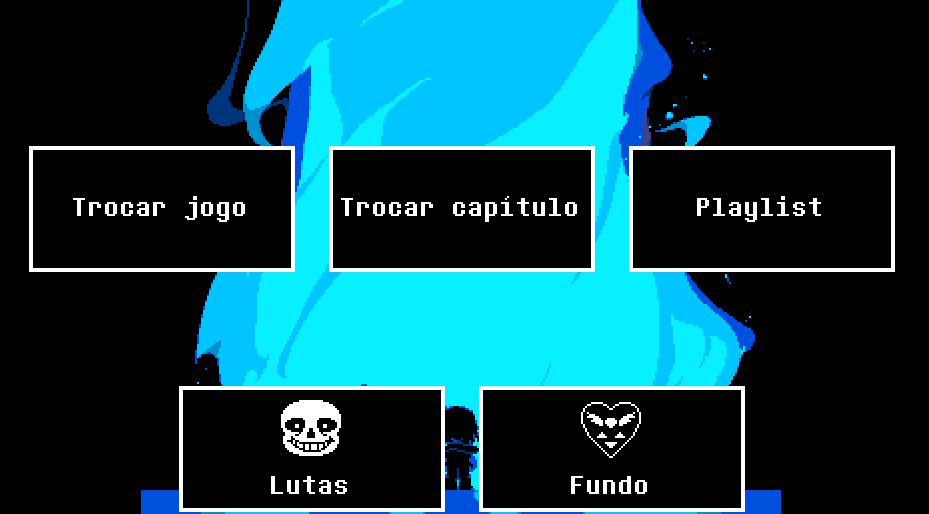 Trocar jogo
Trocar capítulo
Playlist
Lutas
Fundo